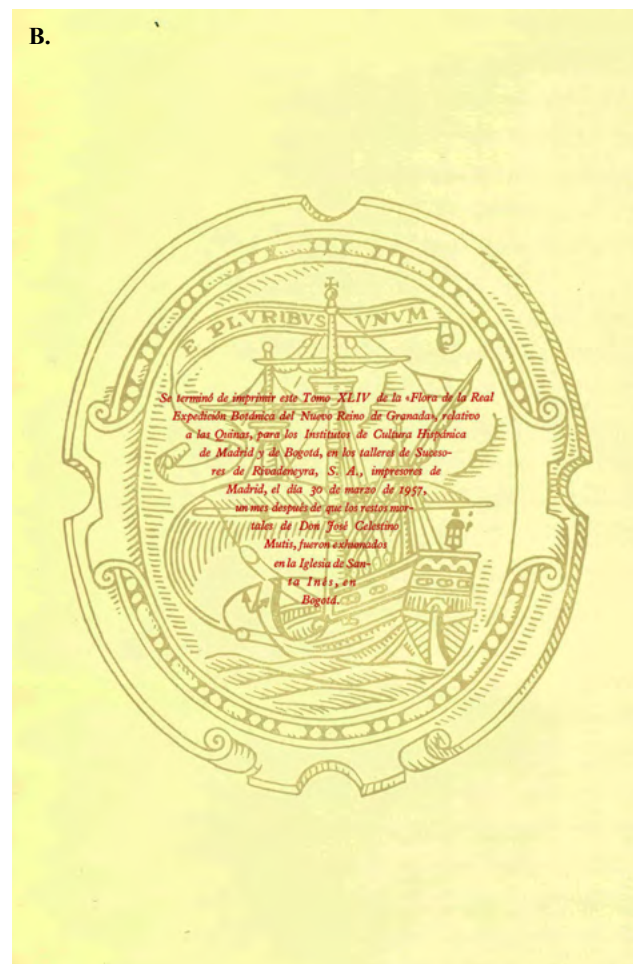 B.
E PLVRIBVS VNVM
Se terminó de imprimir este Tomo XLIV de la «Flora de la Real
Expedición Botánica del Nuevo Reino de Granada», relativo
a las Quinas, para los Institutos de Cultura Hispánica
de Madrid y de Bogotá, en los talleres de Suceso-
res de Rivadeneyra, S. A., impresores de
Madrid, el día 30 de marzo de 1957,
un mes después de que los restos mor-
tales de Don José Celestino
Mutis, fueron exhumados
en la Iglesia de San-
ta Inés, en
Bogotá.